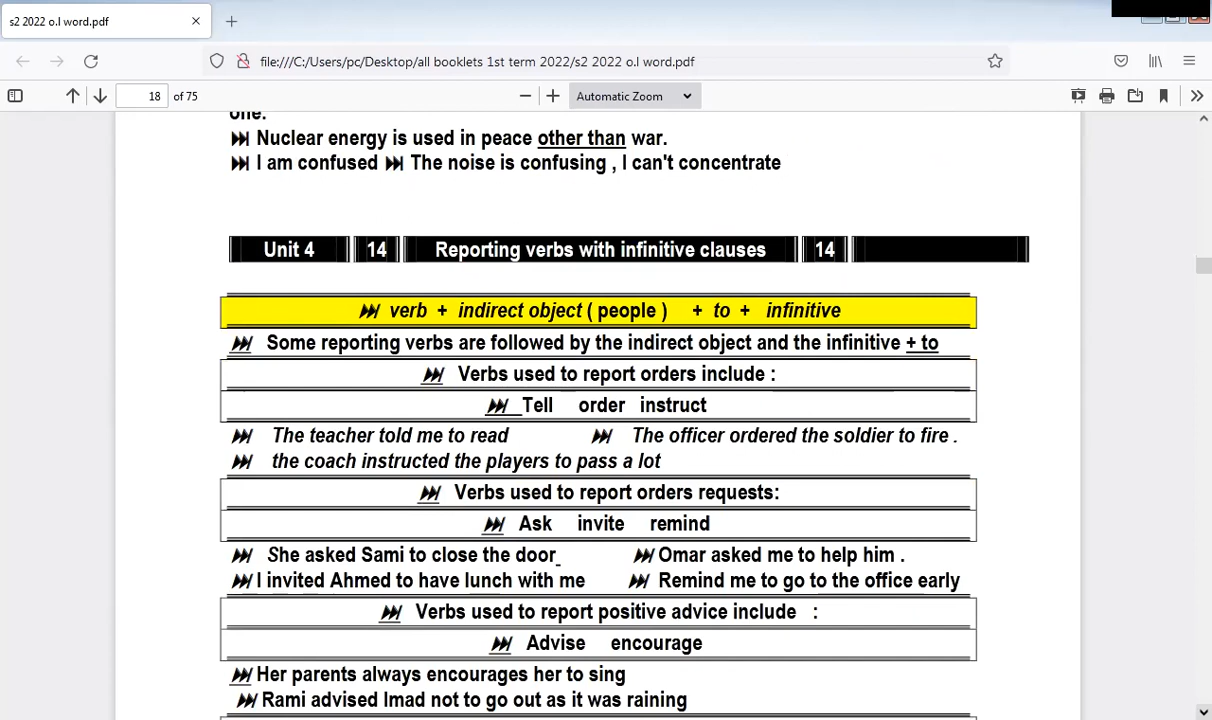 s2 2022 o.l word.pdf
file:///C:/Users/pc/Desktop/all booklets 1st term 2022/s2 2022 o.l word.pdf
18 of 75
Automatic Zoom
one.
Nuclear energy is used in peace other than war.
I am confused The noise is confusing , I can't concentrate
Unit 4 14 Reporting verbs with infinitive clauses 14
verb + indirect object ( people ) + to + infinitive
Some reporting verbs are followed by the indirect object and the infinitive + to
Verbs used to report orders include :
Tell order instruct
The teacher told me to read The officer ordered the soldier to fire .
the coach instructed the players to pass a lot
Verbs used to report orders requests:
Ask invite remind
She asked Sami to close the door Omar asked me to help him .
I invited Ahmed to have lunch with me Remind me to go to the office early
Verbs used to report positive advice include :
Advise encourage
Her parents always encourages her to sing
Rami advised Imad not to go out as it was raining